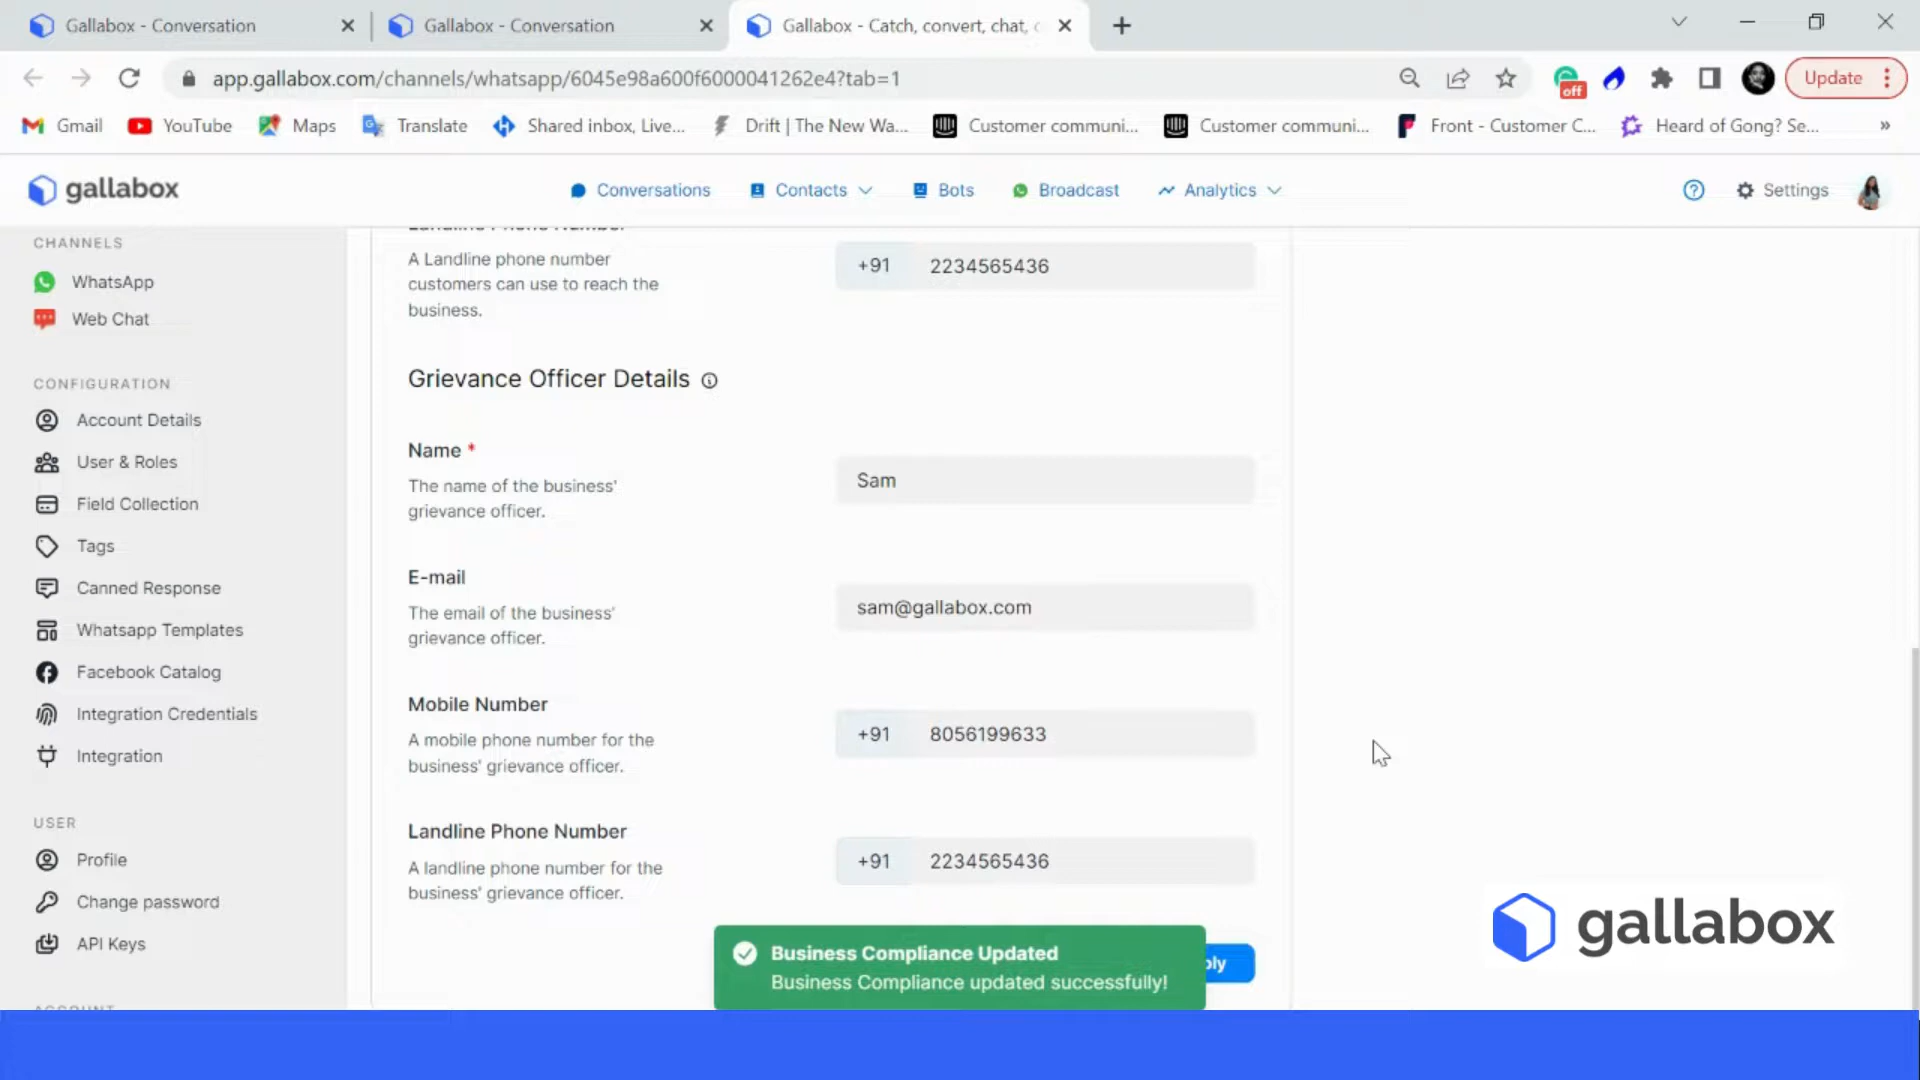 Gallabox - Conversation
Gallabox - Conversation
Gallabox - Catch, convert, chat,
app.gallabox.com/channels/whatsapp/6045e98a600f6000041262e4?tab=1
off
Update
Gmail
YouTube
Maps
Translate
Shared inbox, Live...
Drift | The New Wa...
Customer communi...
Customer communi...
Front - Customer C...
Heard of Gong? Se...
»
gallabox
Conversations
Contacts
Bots
Broadcast
Analytics
Settings
CHANNELS
WhatsApp
Web Chat
CONFIGURATION
Account Details
User & Roles
Field Collection
Tags
Canned Response
Whatsapp Templates
Facebook Catalog
Integration Credentials
Integration
USER
Profile
Change password
API Keys
ACCOUNT
Landline Phone Number
A Landline phone number
customers can use to reach the
business.
+91 2234565436
Grievance Officer Details
Name *
The name of the business'
grievance officer.
Sam
E-mail
The email of the business'
grievance officer.
sam@gallabox.com
Mobile Number
A mobile phone number for the
business' grievance officer.
+91 8056199633
Landline Phone Number
A landline phone number for the
business' grievance officer.
+91 2234565436
Business Compliance Updated
Business Compliance updated successfully!
gallabox